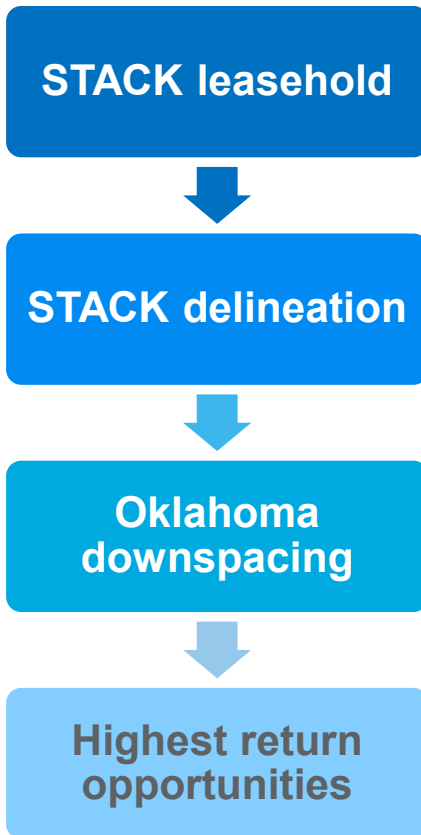 STACK leasehold
STACK delineation
Oklahoma
downspacing
Highest return
opportunities